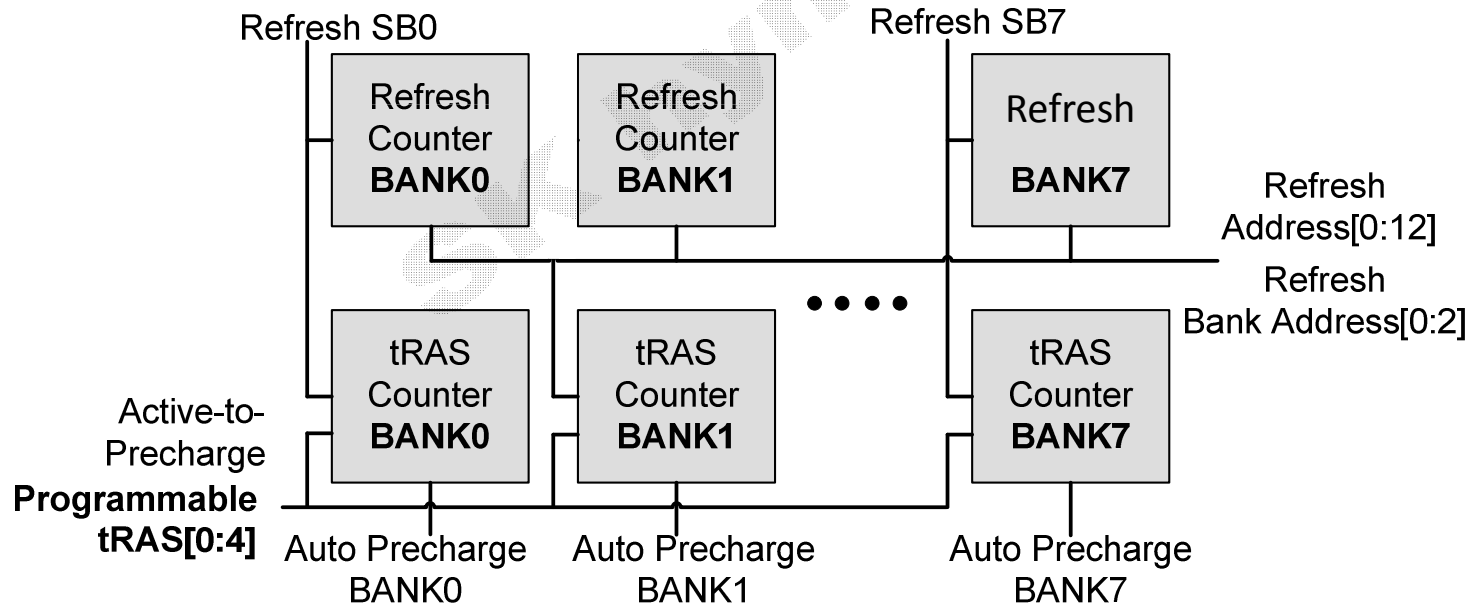 Refresh SB0
Refresh SB7
Refresh
Counter
BANK0
Refresh
Counter
BANK1
Refresh
BANK7
Refresh
Address[0:12]
Refresh
Bank Address[0:2]
tRAS
Counter
BANK0
tRAS
Counter
BANK1
tRAS
Counter
BANK7
Active-to-
Precharge
Programmable
tRAS[0:4]
Auto Precharge
BANK0
Auto Precharge
BANK1
Auto Precharge
BANK7